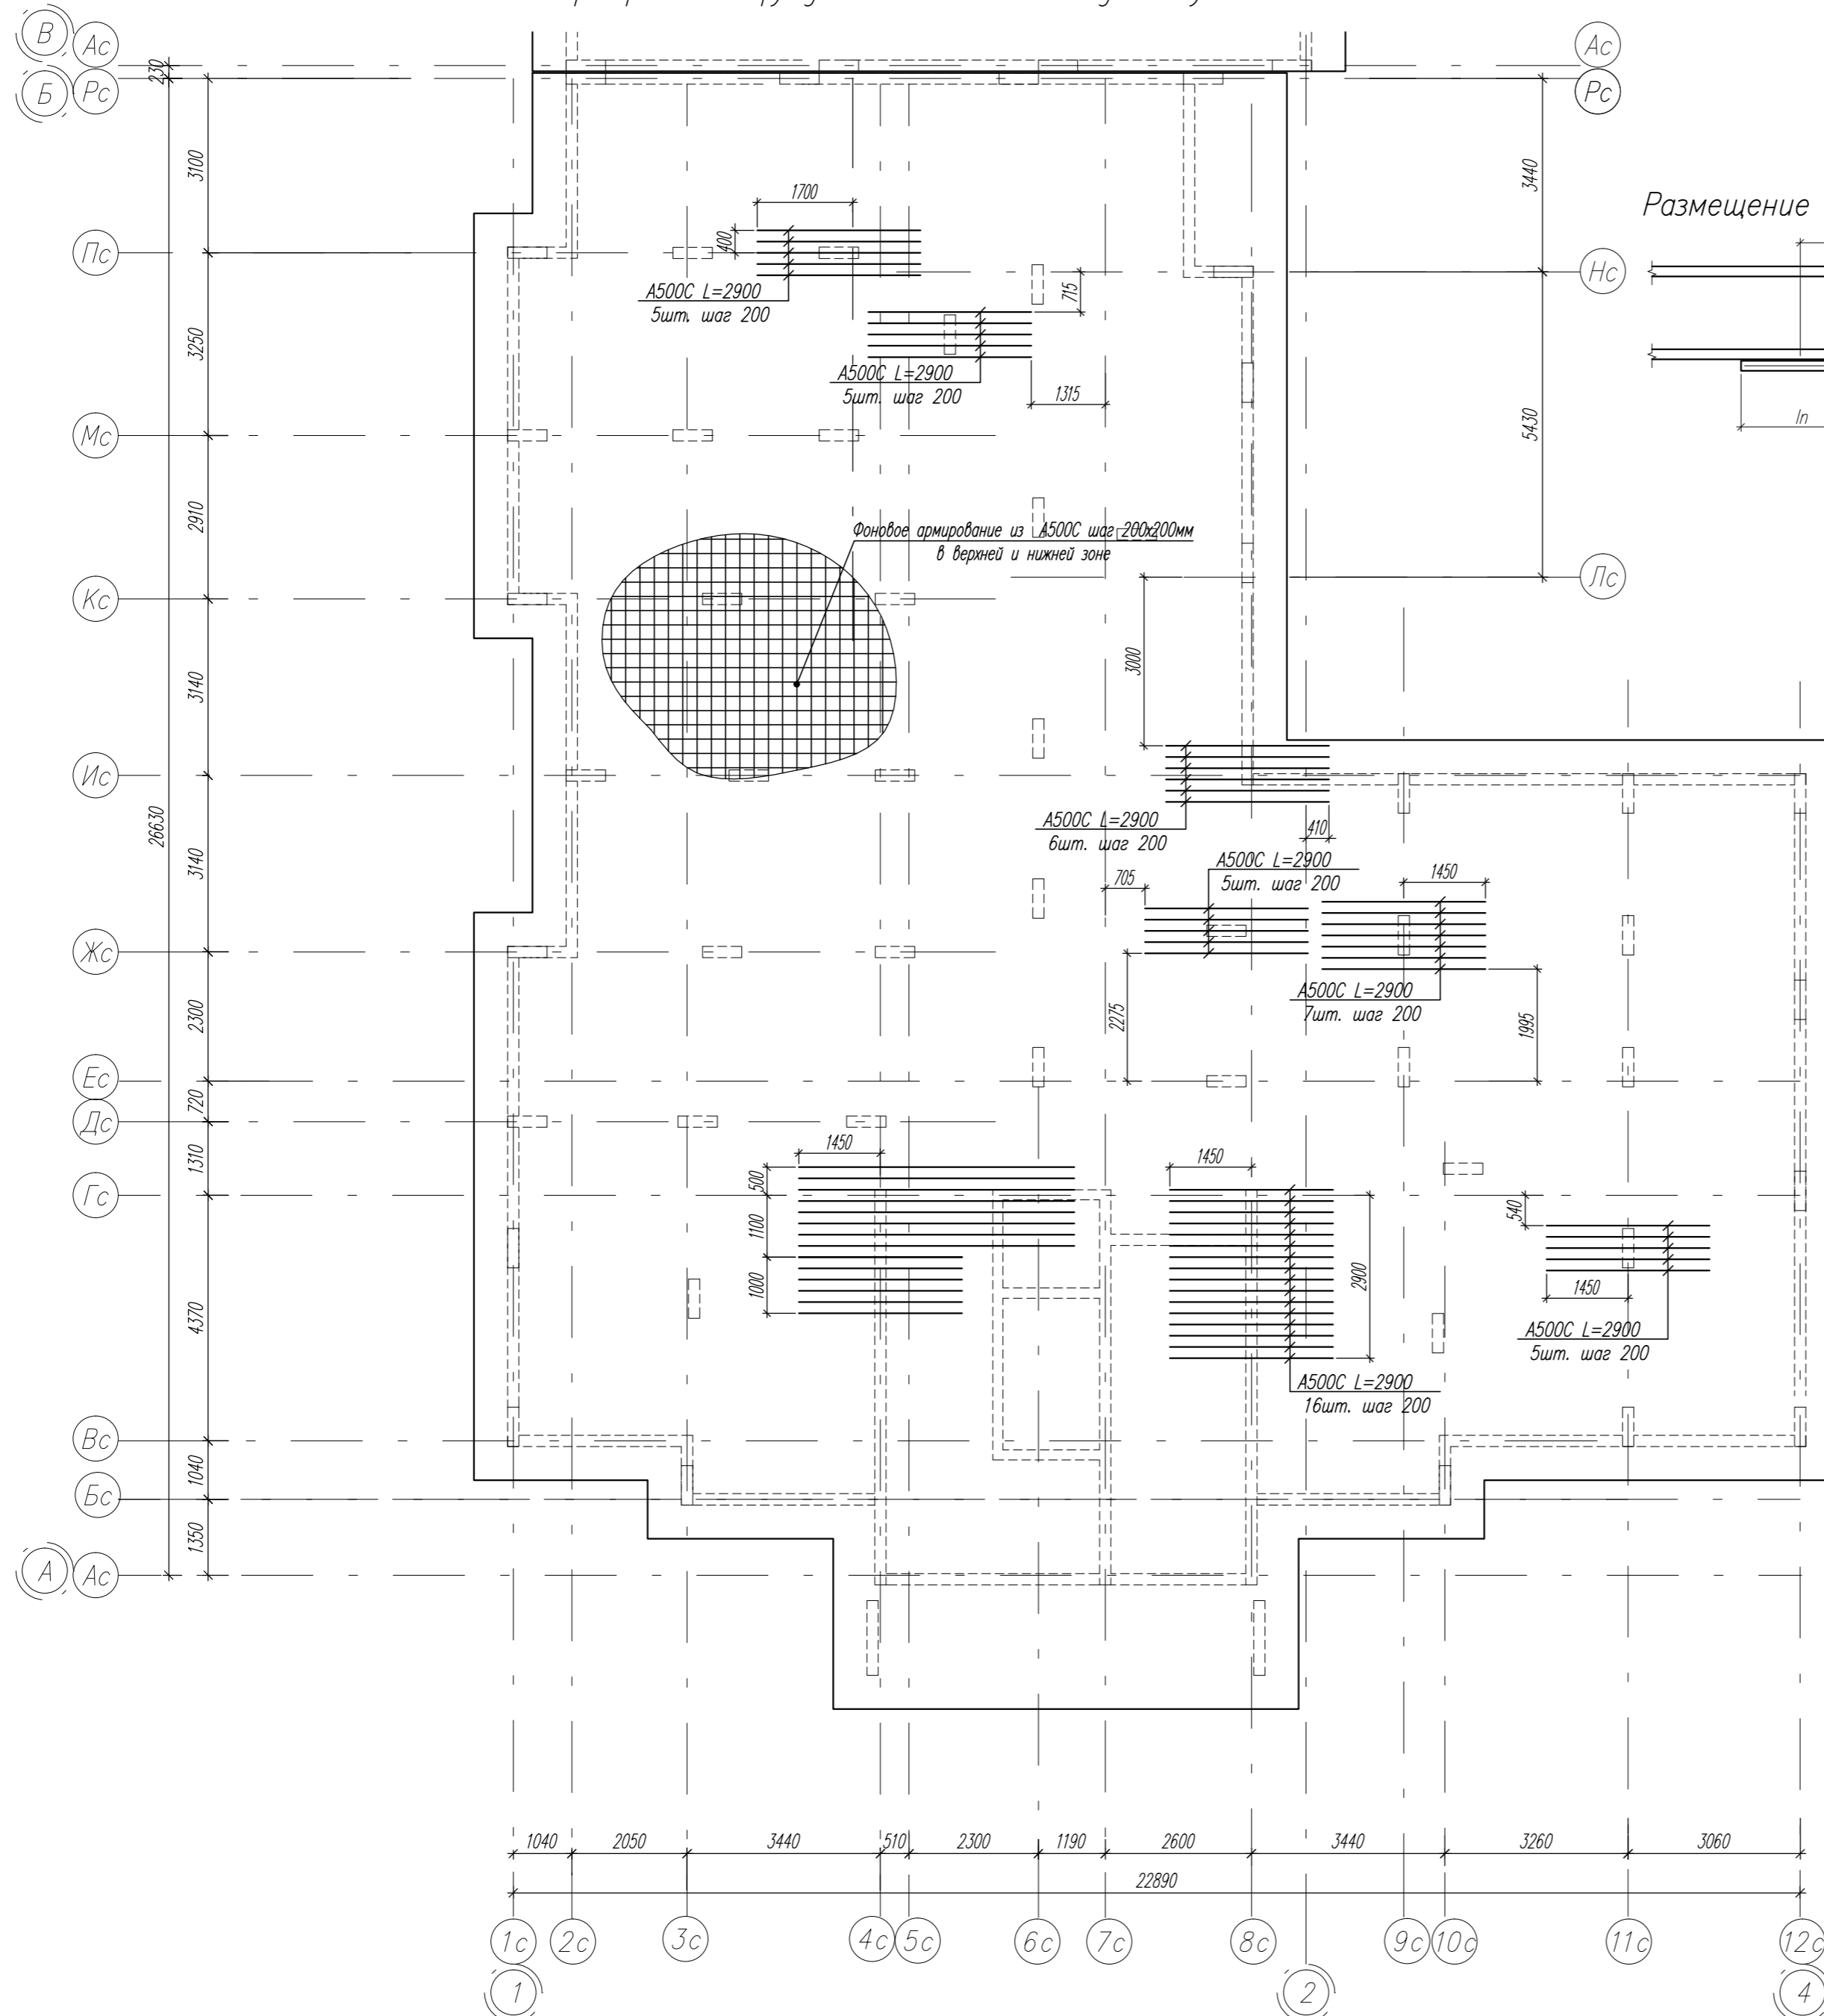 В
Ас
Ас
230
Б
Рс
Рс
3100
3440
1700
Размещение
400
Пс
Нс
А500С L=2900
5шт. шаг 200
715
3250
А500С L=2900
5шт. шаг 200
1315
5430
ln
Мс
2910
Фоновое армирование из А500С шаг 200х200мм
в верхней и нижней зоне
Лс
Кс
3000
3140
Ис
26630
А500С L=2900
6шт. шаг 200
410
3140
А500С L=2900
5шт. шаг 200
705
1450
Жс
А500С L=2900
7шт. шаг 200
2300
2275
1995
Ес
720
Дс
1310
1450
1450
500
Гс
540
1100
1000
2900
1450
4370
А500С L=2900
5шт. шаг 200
А500С L=2900
16шт. шаг 200
Вс
1040
Бс
1350
А
Ас
1040
2050
3440
510
2300
1190
2600
3440
3260
3060
22890
1с
2с
3с
4с
5с
6с
7с
8с
9с
10с
11с
12с
1
2
4